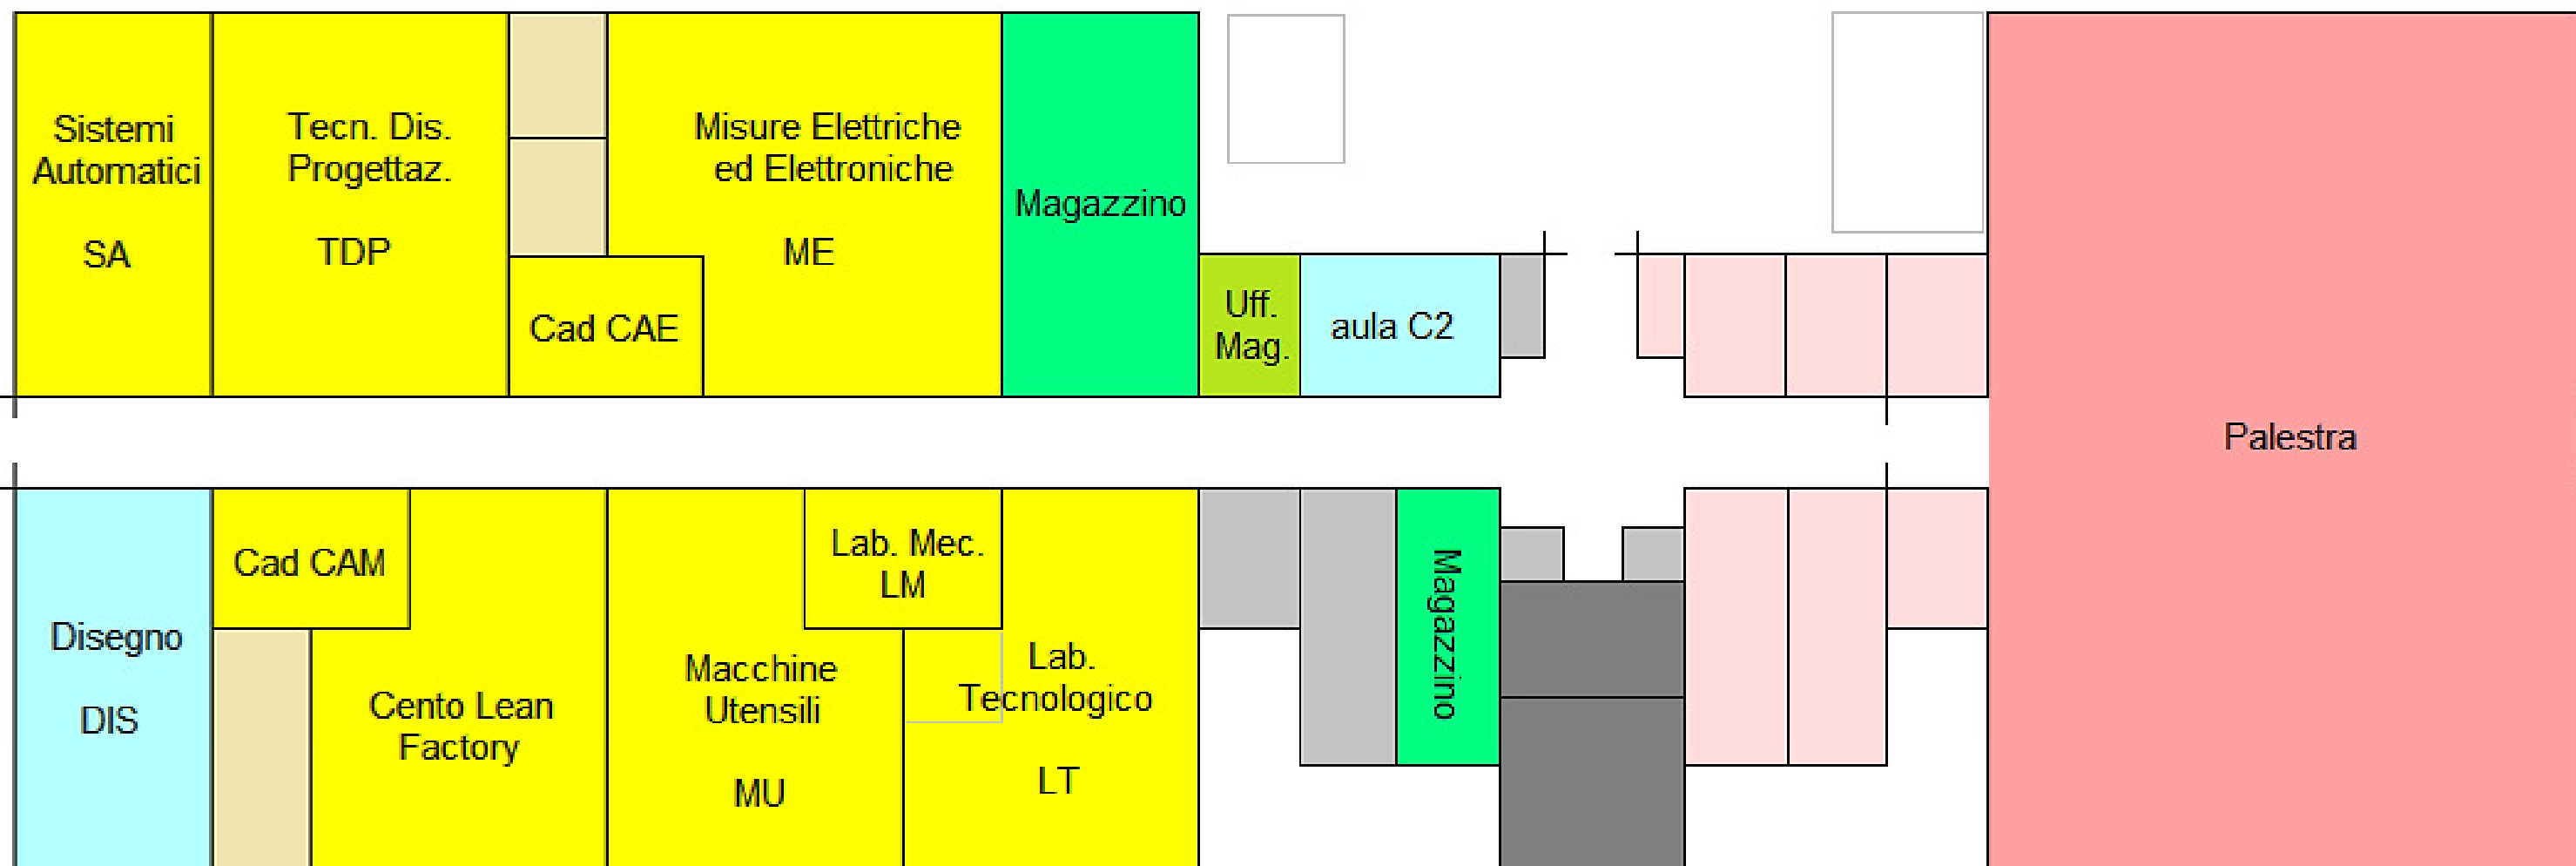 Sistemi
Automatici
SA
Tecn. Dis.
Progettaz.
TDP
Cad CAE
Misure Elettriche
ed Elettroniche
ME
Magazzino
Uff.
Mag.
aula C2
Palestra
Disegno
DIS
Cad CAM
Cento Lean
Factory
Macchine
Utensili
MU
Lab. Mec.
LM
Lab.
Tecnologico
LT
Magazzino